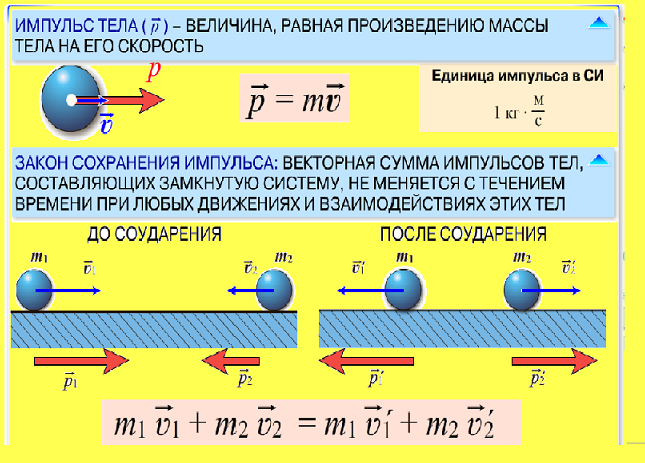 ИМПУЛЬС ТЕЛА ( p⃗ ) – ВЕЛИЧИНА, РАВНАЯ ПРОИЗВЕДЕНИЮ МАССЫ
ТЕЛА НА ЕГО СКОРОСТЬ
p⃗
v⃗
p⃗ = mv⃗
Единица импульса в СИ
1 кг · м/с
ЗАКОН СОХРАНЕНИЯ ИМПУЛЬСА: ВЕКТОРНАЯ СУММА ИМПУЛЬСОВ ТЕЛ,
СОСТАВЛЯЮЩИХ ЗАМКНУТУЮ СИСТЕМУ, НЕ МЕНЯЕТСЯ С ТЕЧЕНИЕМ
ВРЕМЕНИ ПРИ ЛЮБЫХ ДВИЖЕНИЯХ И ВЗАИМОДЕЙСТВИЯХ ЭТИХ ТЕЛ
ДО СОУДАРЕНИЯ
ПОСЛЕ СОУДАРЕНИЯ
m₁ v⃗₁ v⃗₂ m₂
v⃗₁′ m₁ m₂ v⃗₂′
p⃗₁ p⃗₂ p⃗₁′ p⃗₂′
m₁ v⃗₁ + m₂ v⃗₂ = m₁ v⃗₁′ + m₂ v⃗₂′